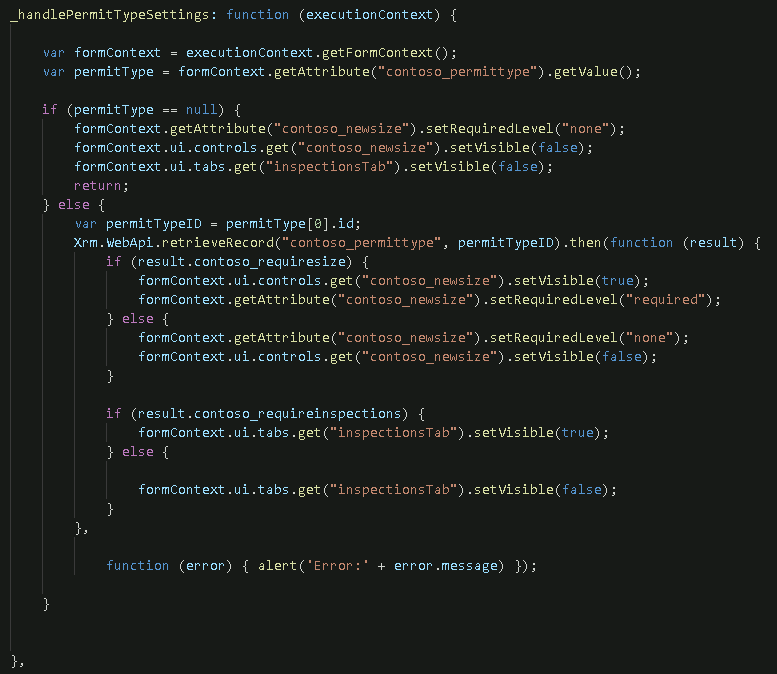 _handlePermitTypeSettings: function (executionContext) {
var formContext = executionContext.getFormContext();
var permitType = formContext.getAttribute("contoso_permittype").getValue();
if (permitType == null) {
formContext.getAttribute("contoso_newsize").setRequiredLevel("none");
formContext.ui.controls.get("contoso_newsize").setVisible(false);
formContext.ui.tabs.get("inspectionsTab").setVisible(false);
return;
} else {
var permitTypeID = permitType[0].id;
Xrm.WebApi.retrieveRecord("contoso_permittype", permitTypeID).then(function (result) {
if (result.contoso_requiresize) {
formContext.ui.controls.get("contoso_newsize").setVisible(true);
formContext.getAttribute("contoso_newsize").setRequiredLevel("required");
} else {
formContext.getAttribute("contoso_newsize").setRequiredLevel("none");
formContext.ui.controls.get("contoso_newsize").setVisible(false);
}
if (result.contoso_requireinspections) {
formContext.ui.tabs.get("inspectionsTab").setVisible(true);
} else {
formContext.ui.tabs.get("inspectionsTab").setVisible(false);
}
},
function (error) { alert('Error:' + error.message) });
}
},